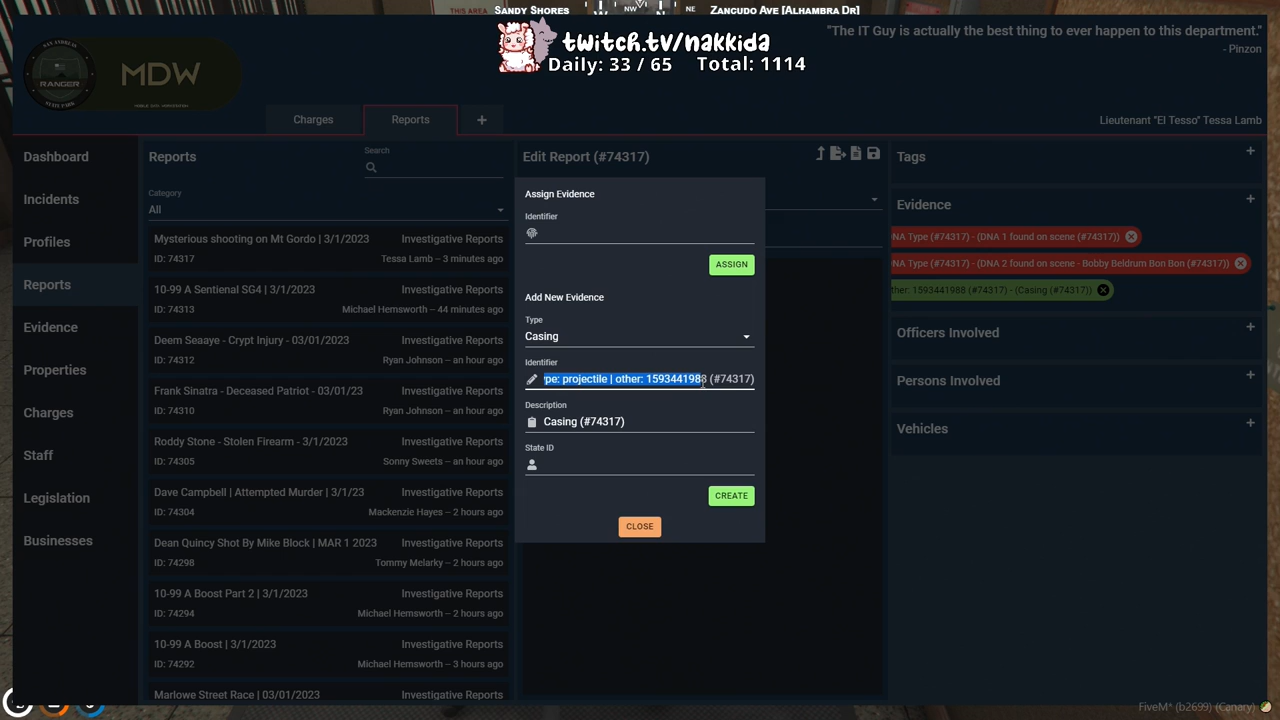 THIS AREA
SANDY SHORES
NW
NE
ZANCUDO AVE [ALHAMBRA DR]
twitch.tv/nakkida
Daily: 33 / 65 Total: 1114
"The IT Guy is actually the best thing to ever happen to this department."
- Pinzon
SAN ANDREAS
RANGER
STATE PARK
MDW
Charges
Reports
+
Lieutenant "El Tesso" Tessa Lamb
Dashboard
Incidents
Profiles
Reports
Evidence
Properties
Charges
Staff
Legislation
Businesses
Reports
Search
Category
All
Mysterious shooting on Mt Gordo | 3/1/2023 Investigative Reports
ID: 74317 Tessa Lamb – 3 minutes ago
10-99 A Sentienal SG4 | 3/1/2023 Investigative Reports
ID: 74313 Michael Hemsworth – 44 minutes ago
Deem Seaaye - Crypt Injury - 03/01/2023 Investigative Reports
ID: 74312 Ryan Johnson – an hour ago
Frank Sinatra - Deceased Patriot - 03/01/23 Investigative Reports
ID: 74310 Ryan Johnson – an hour ago
Roddy Stone - Stolen Firearm - 3/1/2023 Investigative Reports
ID: 74305 Sonny Sweets – an hour ago
Dave Campbell | Attempted Murder | 3/1/23 Investigative Reports
ID: 74304 Mackenzie Hayes – 2 hours ago
Dean Quincy Shot By Mike Block | MAR 1 2023 Investigative Reports
ID: 74298 Tommy Melarky – 2 hours ago
10-99 A Boost Part 2 | 3/1/2023 Investigative Reports
ID: 74294 Michael Hemsworth – 2 hours ago
10-99 A Boost | 3/1/2023 Investigative Reports
ID: 74292 Michael Hemsworth – 3 hours ago
Marlowe Street Race | 03/01/2023 Investigative Reports
Edit Report (#74317)
Assign Evidence
Identifier
ASSIGN
Add New Evidence
Type
Casing
Identifier
pe: projectile | other: 1593441988 (#74317)
Description
Casing (#74317)
State ID
CREATE
CLOSE
Tags
+
Evidence
+
NA Type (#74317) - (DNA 1 found on scene (#74317))
NA Type (#74317) - (DNA 2 found on scene - Bobby Beldrum Bon Bon (#74317))
her: 1593441988 (#74317) - (Casing (#74317))
Officers Involved
+
Persons Involved
+
Vehicles
+
FiveM* (b2699) (Canary)